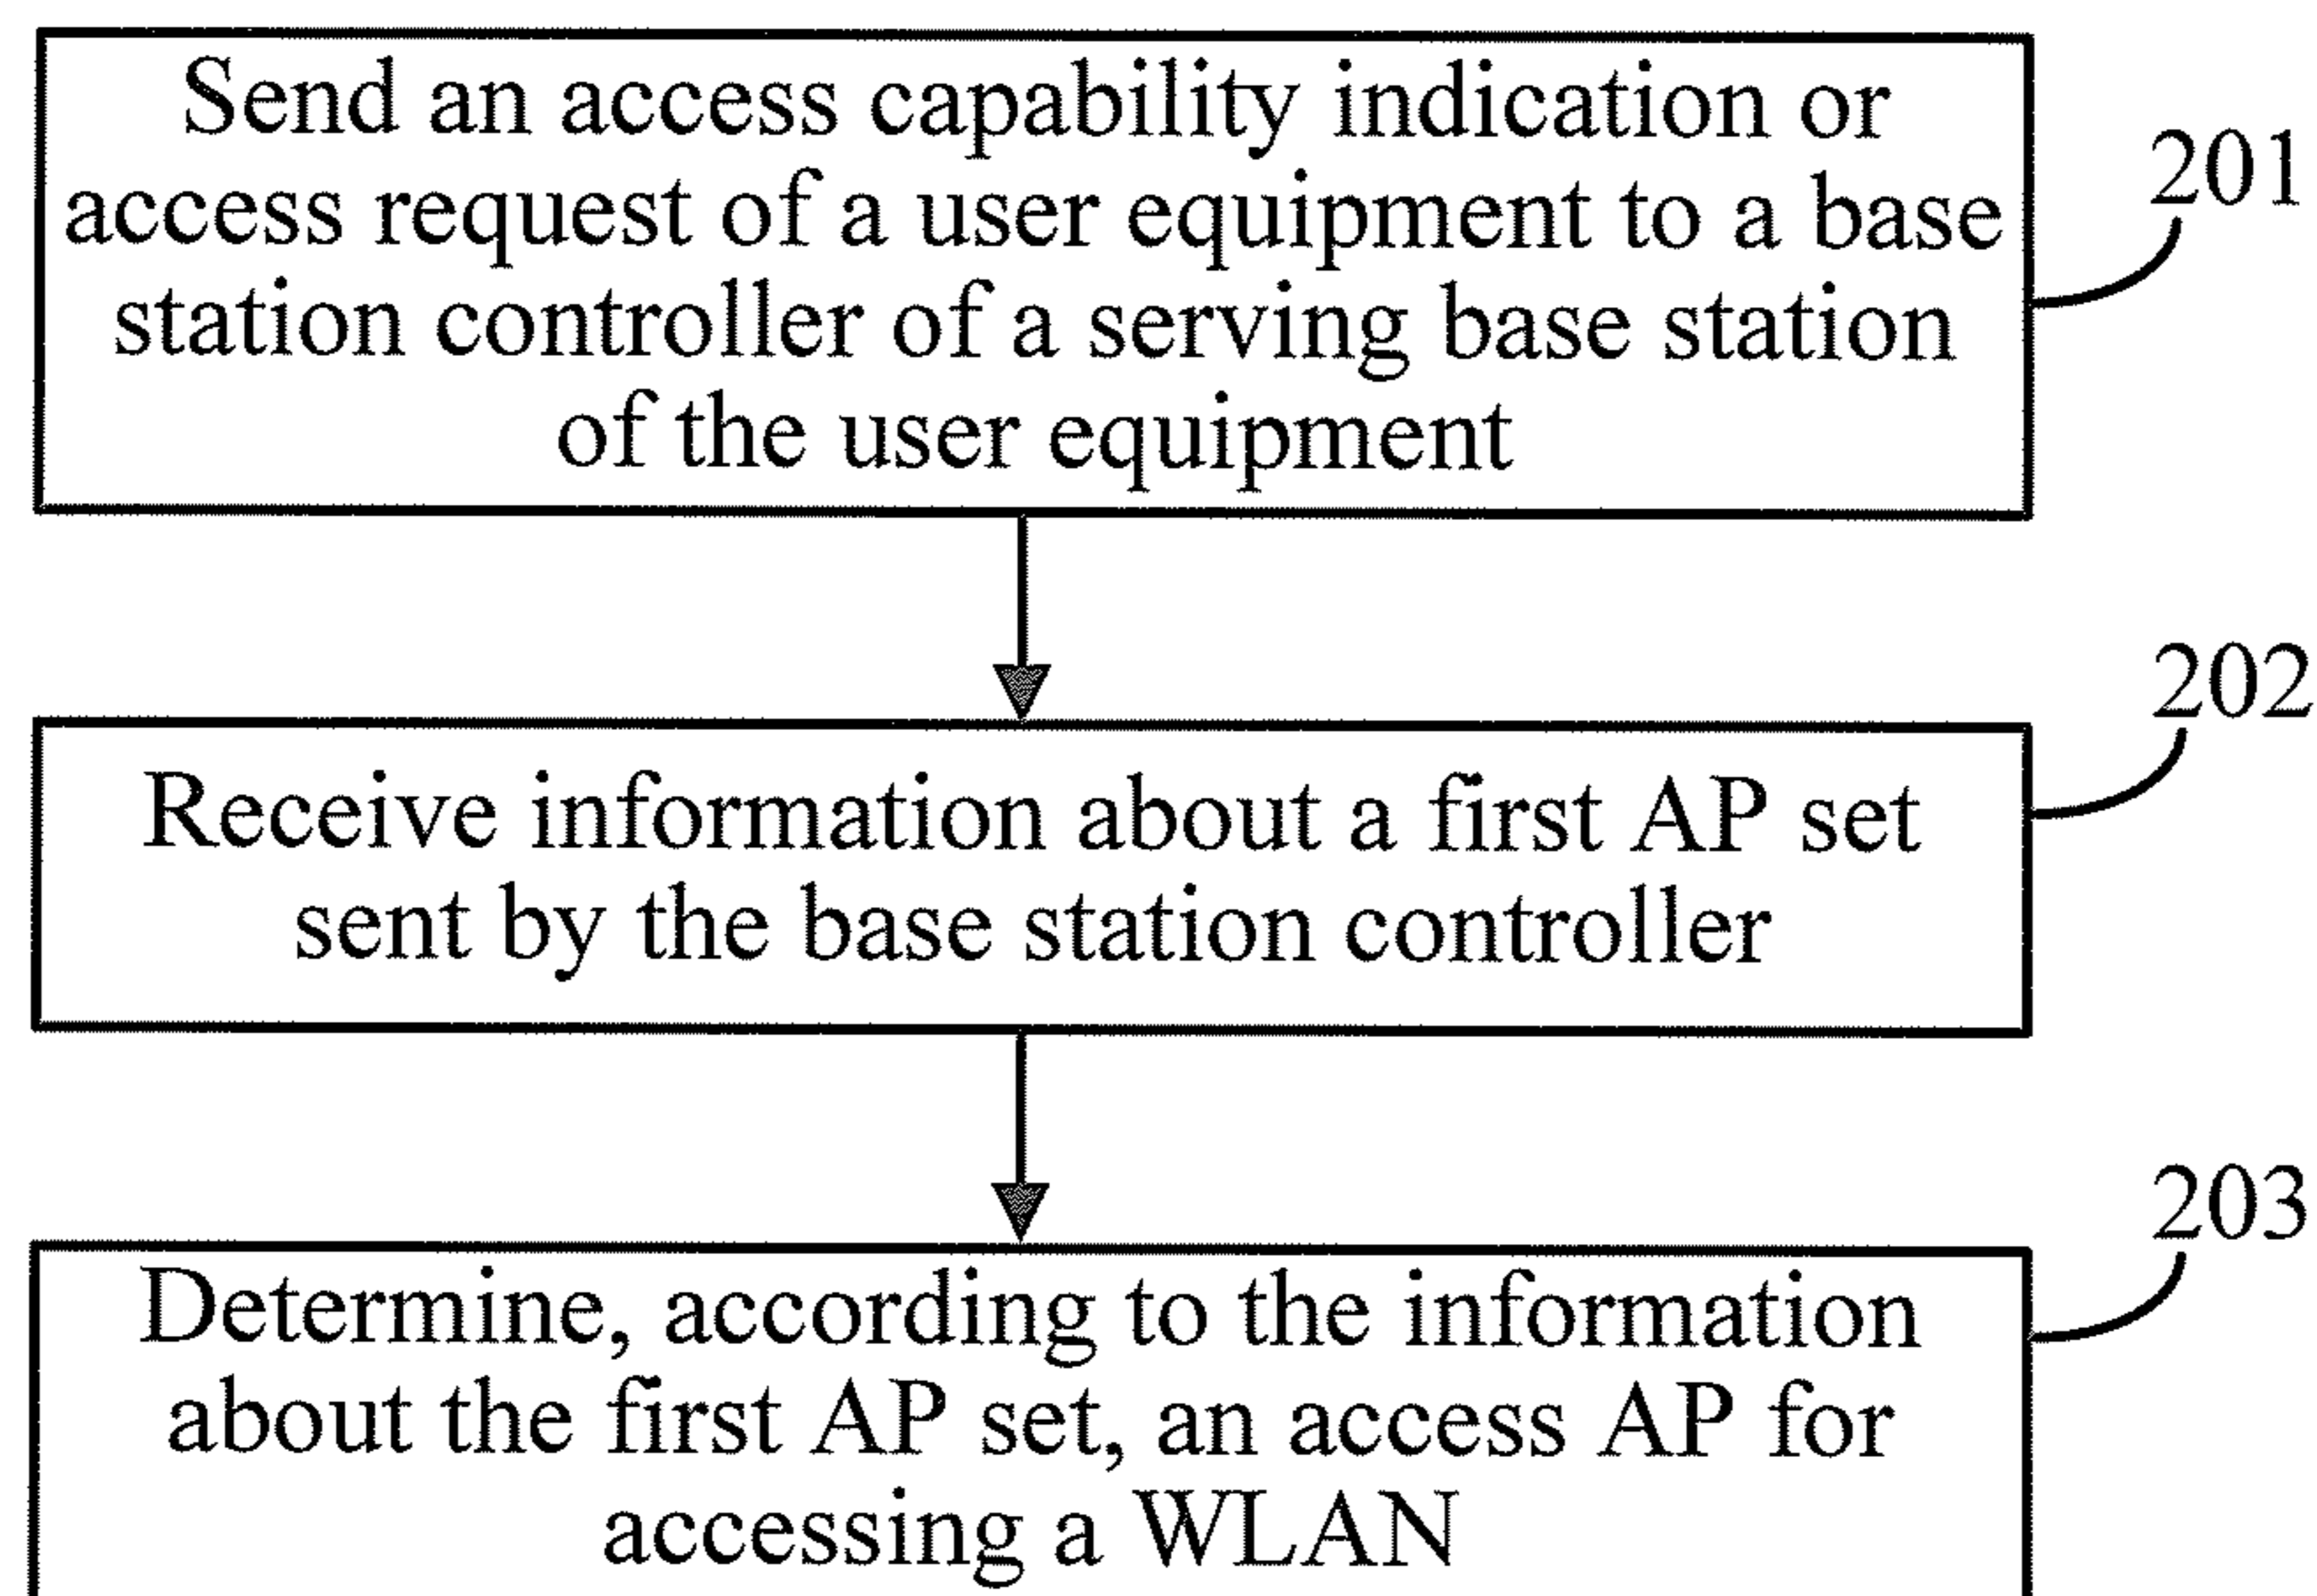 Send an access capability indication or
access request of a user equipment to a base
station controller of a serving base station
of the user equipment
201
Receive information about a first AP set
sent by the base station controller
202
Determine, according to the information
about the first AP set, an access AP for
accessing a WLAN
203